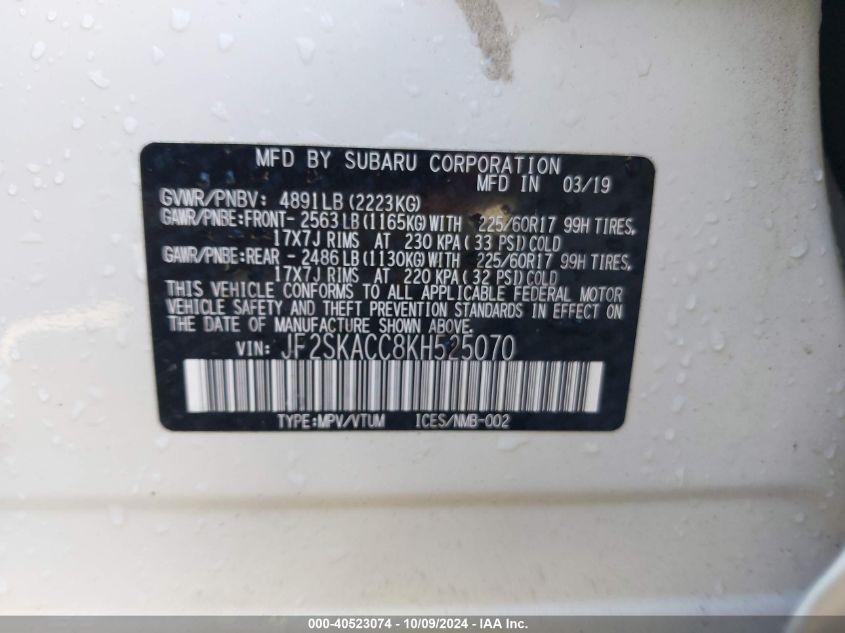 MFD BY SUBARU CORPORATION
MFD IN 03/19
GVWR/PNBV: 4891LB (2223KG)
GAWR/PNBE:FRONT- 2563LB (1165KG) WITH 225/60R17 99H TIRES,
17X7J RIMS AT 230 KPA (33 PSI) COLD
GAWR/PNBE:REAR - 2486LB (1130KG) WITH 225/60R17 99H TIRES,
17X7J RIMS AT 220 KPA (32 PSI) COLD
THIS VEHICLE CONFORMS TO ALL APPLICABLE FEDERAL MOTOR
VEHICLE SAFETY AND THEFT PREVENTION STANDARDS IN EFFECT ON
THE DATE OF MANUFACTURE SHOWN ABOVE.
VIN: JF2SKACC8KH525070
TYPE:MPV/VTUM ICES/NMB-002
000-40523074 | 10/09/2024 - IAA Inc.